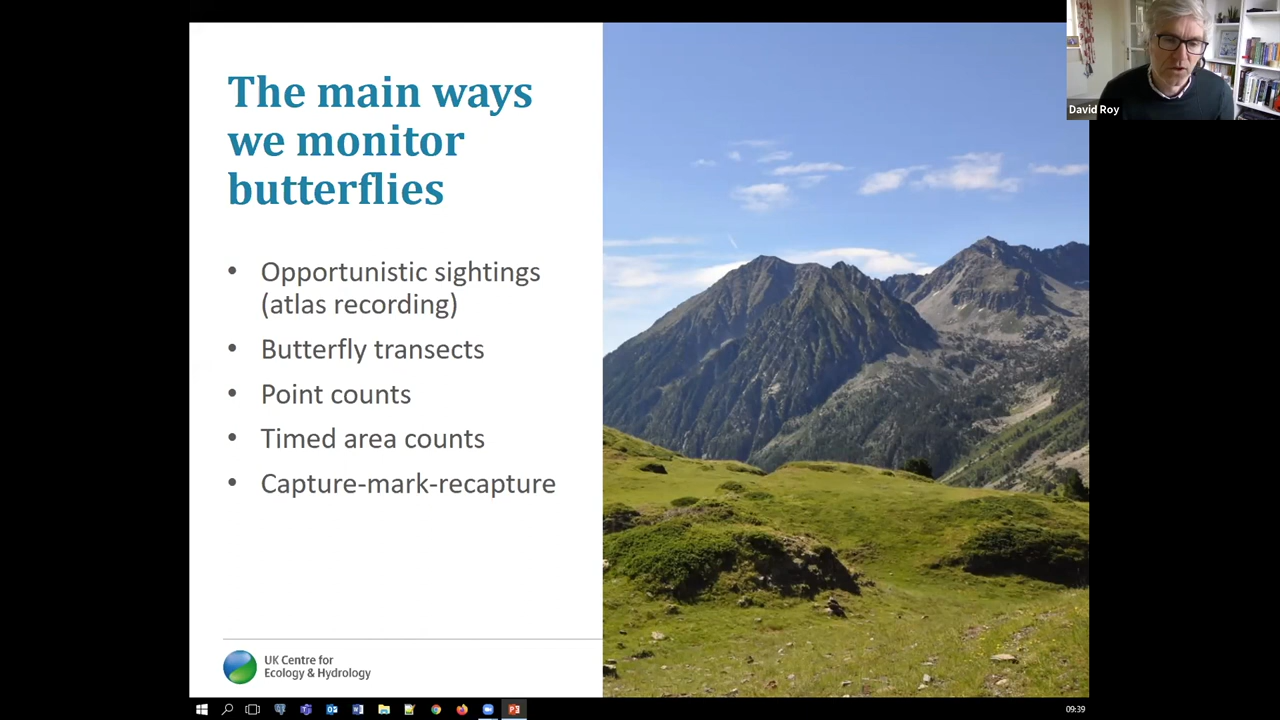 The main ways
we monitor
butterflies
• Opportunistic sightings
(atlas recording)
• Butterfly transects
• Point counts
• Timed area counts
• Capture-mark-recapture
UK Centre for
Ecology & Hydrology
David Roy
09:39